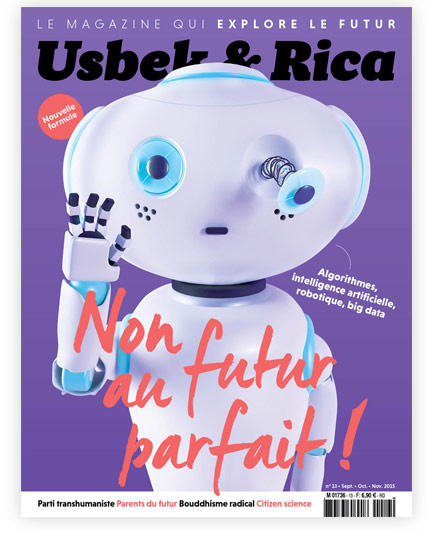 LE MAGAZINE QUI EXPLORE LE FUTUR
Usbek & Rica
Nouvelle
formule
Algorithmes,
intelligence artificielle,
robotique, big data
Non
au futur
parfait !
n°13 • Sept. • Oct. • Nov. 2015
Parti transhumaniste Parents du futur Bouddhisme radical Citizen science
M 01736 - 13 - F: 6,90 € - RD